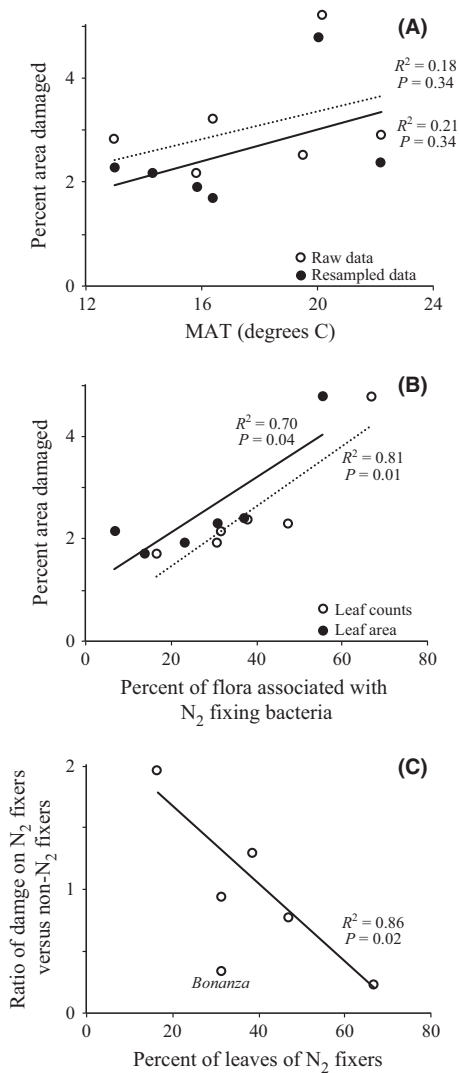 (A)
Percent area damaged
4
2
0
R² = 0.18
P = 0.34
R² = 0.21
P = 0.34
Raw data
Resampled data
12 16 20 24
MAT (degrees C)
(B)
Percent area damaged
4
2
0
R² = 0.70
P = 0.04
R² = 0.81
P = 0.01
Leaf counts
Leaf area
0 20 40 60 80
Percent of flora associated with
N₂ fixing bacteria
(C)
Ratio of damge on N₂ fixers
versus non-N₂ fixers
2
1
0
R² = 0.86
P = 0.02
Bonanza
0 20 40 60 80
Percent of leaves of N₂ fixers